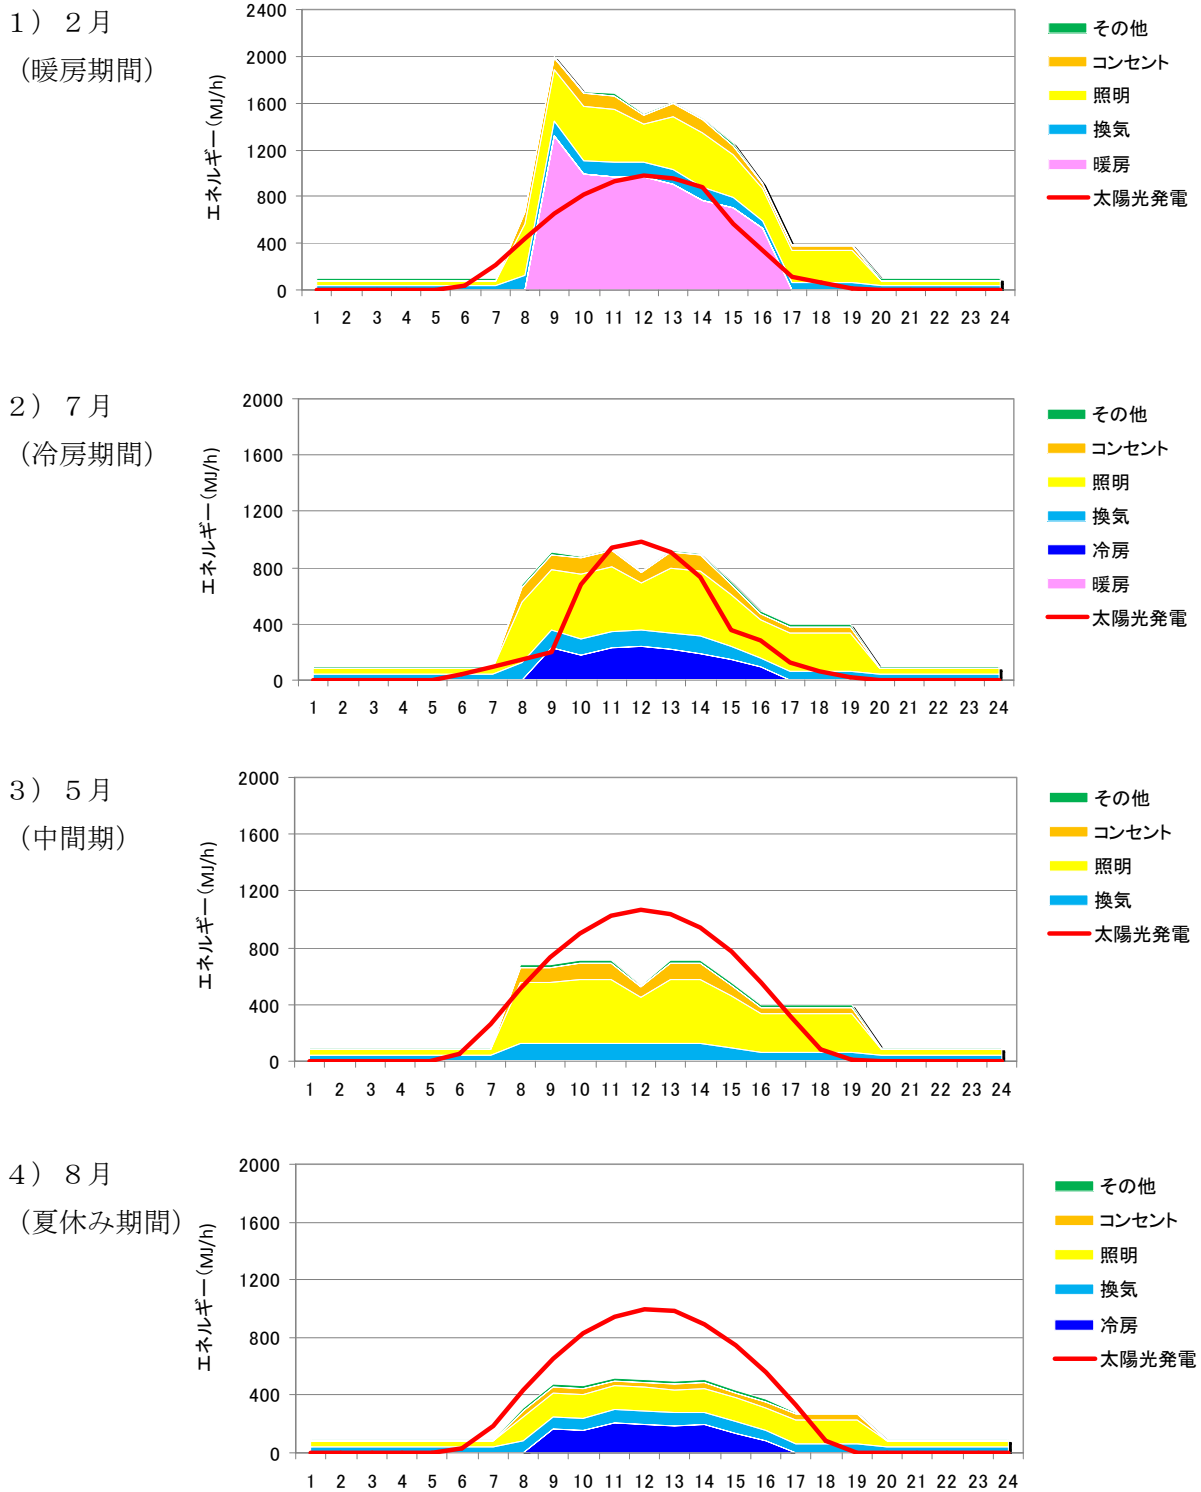 １）２月
（暖房期間）
エネルギー（MJ/h）
2400
2000
1600
1200
800
400
0
1 2 3 4 5 6 7 8 9 10 11 12 13 14 15 16 17 18 19 20 21 22 23 24
その他
コンセント
照明
換気
暖房
太陽光発電
２）７月
（冷房期間）
エネルギー（MJ/h）
2000
1600
1200
800
400
0
1 2 3 4 5 6 7 8 9 10 11 12 13 14 15 16 17 18 19 20 21 22 23 24
その他
コンセント
照明
換気
冷房
暖房
太陽光発電
３）５月
（中間期）
エネルギー（MJ/h）
2000
1600
1200
800
400
0
1 2 3 4 5 6 7 8 9 10 11 12 13 14 15 16 17 18 19 20 21 22 23 24
その他
コンセント
照明
換気
太陽光発電
４）８月
（夏休み期間）
エネルギー（MJ/h）
2000
1600
1200
800
400
0
1 2 3 4 5 6 7 8 9 10 11 12 13 14 15 16 17 18 19 20 21 22 23 24
その他
コンセント
照明
換気
冷房
太陽光発電